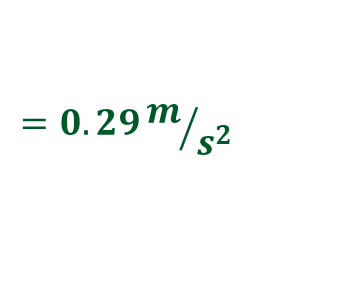 = 0.29 m/s²